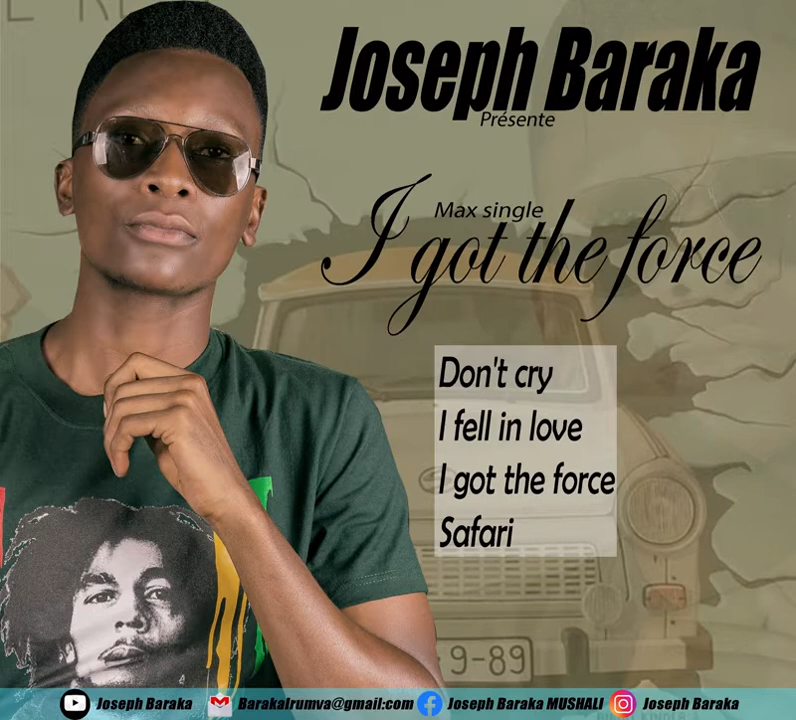 Joseph Baraka
Présente
Max single
I got the force
Don't cry
I fell in love
I got the force
Safari
9-89
Joseph Baraka Barakalrumva@gmail.com Joseph Baraka MUSHALI Joseph Baraka